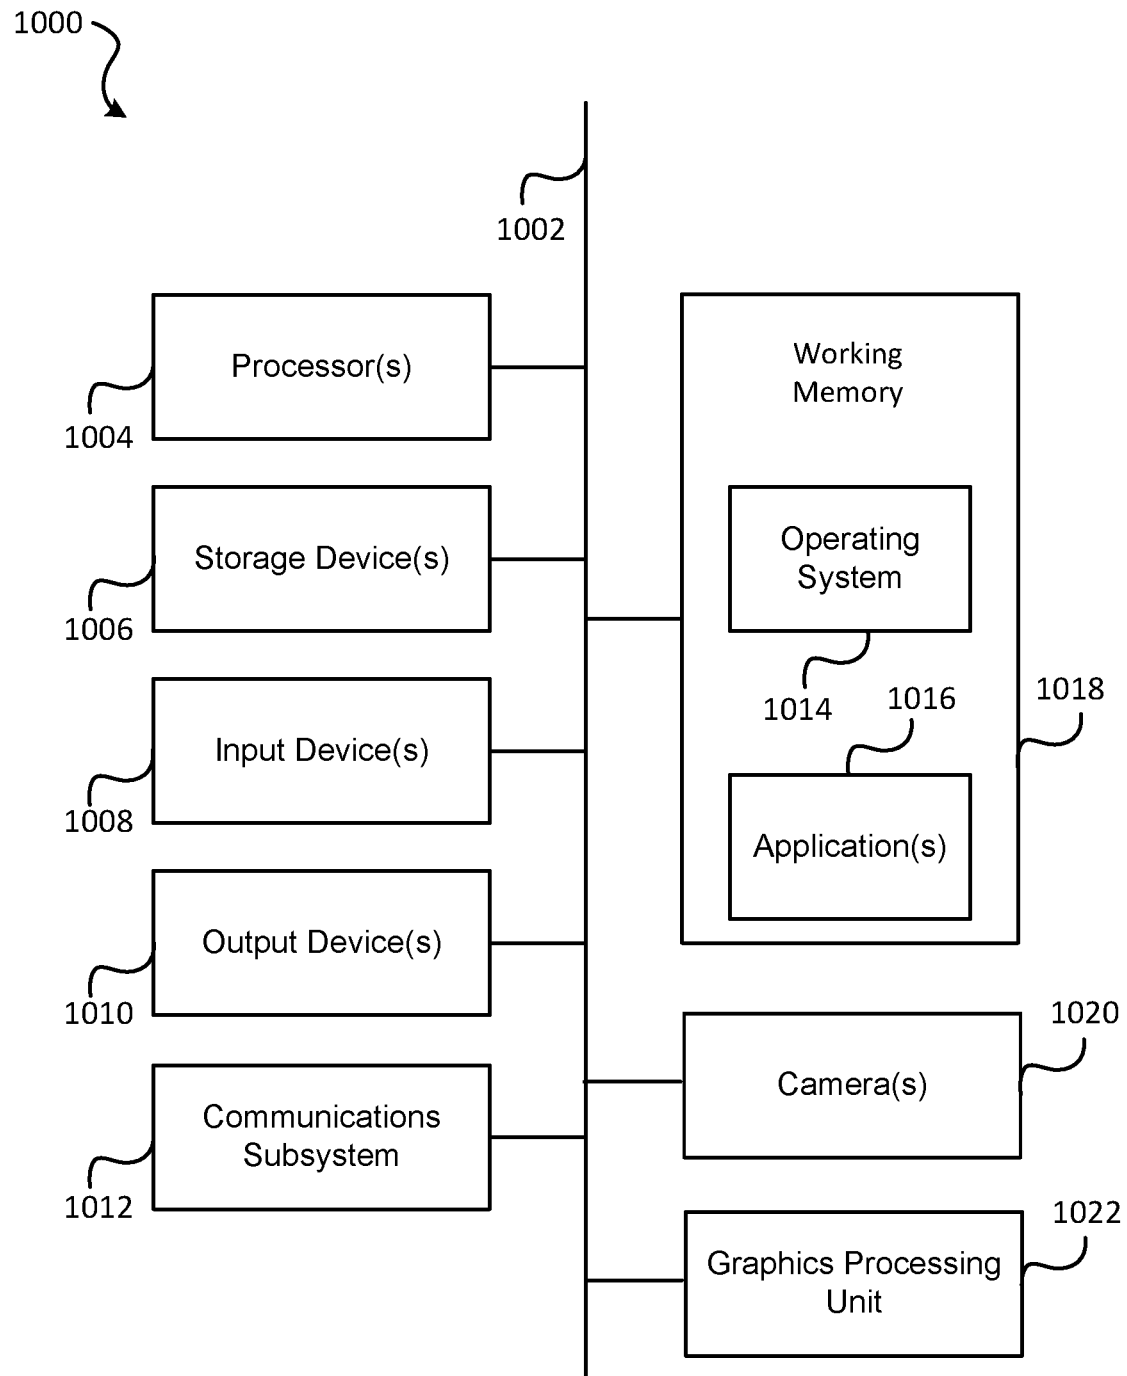 1000
1002
Processor(s)
1004
Storage Device(s)
1006
Input Device(s)
1008
Output Device(s)
1010
Communications
Subsystem
1012
Working
Memory
Operating
System
1014
1016
1018
Application(s)
1020
Camera(s)
1022
Graphics Processing
Unit